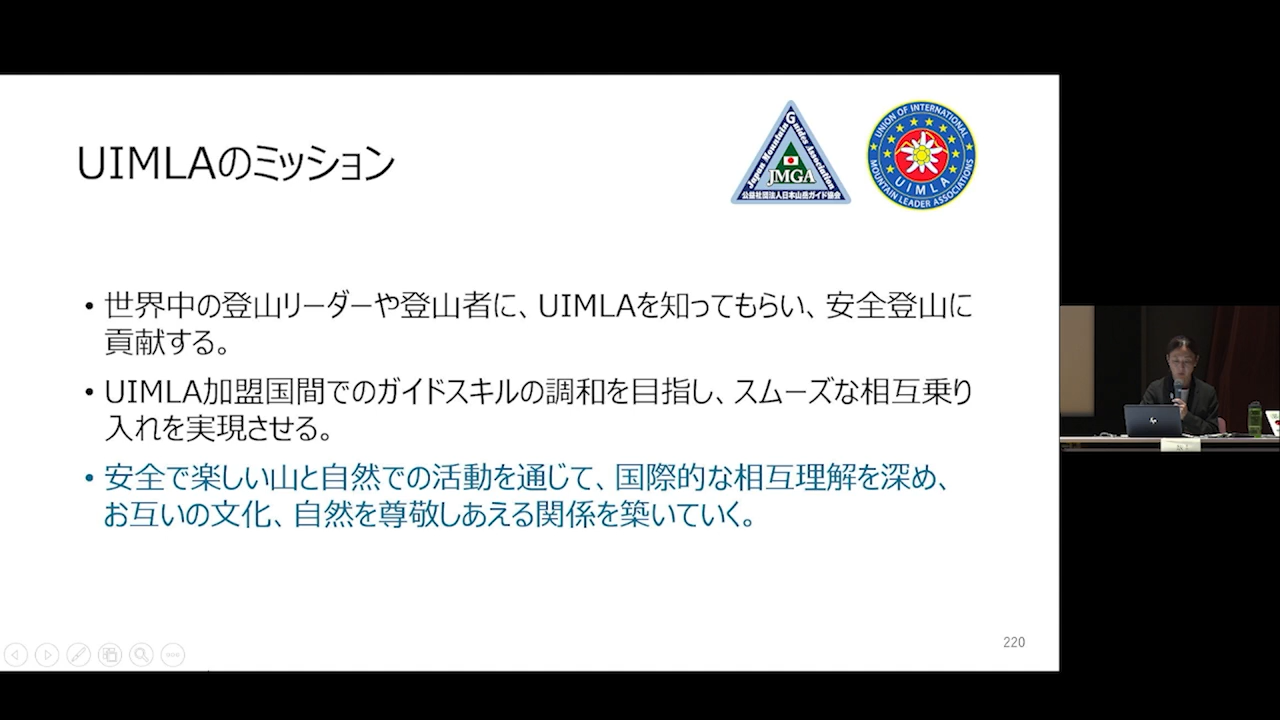 UIMLAのミッション
Japan Mountain Guides Association
JMGA
公益社団法人日本山岳ガイド協会
UNION OF INTERNATIONAL
MOUNTAIN LEADER ASSOCIATIONS
UIMLA
• 世界中の登山リーダーや登山者に、UIMLAを知ってもらい、安全登山に
貢献する。
• UIMLA加盟国間でのガイドスキルの調和を目指し、スムーズな相互乗り
入れを実現させる。
• 安全で楽しい山と自然での活動を通じて、国際的な相互理解を深め、
お互いの文化、自然を尊敬しあえる関係を築いていく。
220
hp